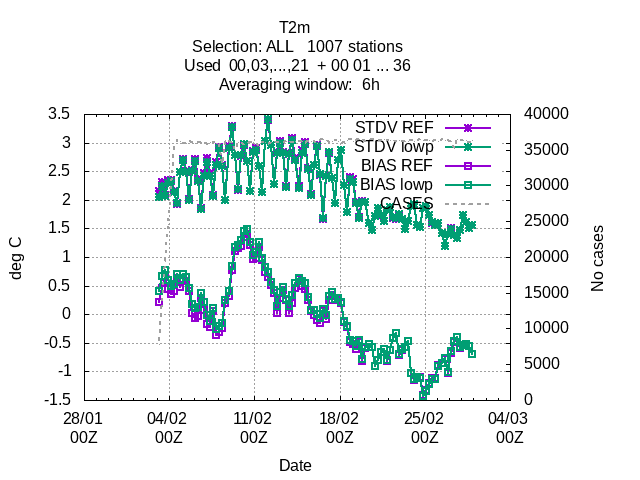 T2m
Selection: ALL   1007 stations
Used  00,03,...,21  + 00 01 ... 36
Averaging window:  6h
3.5
3
2.5
2
1.5
1
0.5
0
-0.5
-1
-1.5
deg C
40000
35000
30000
25000
20000
15000
10000
5000
0
No cases
STDV REF
STDV lowp
BIAS REF
BIAS lowp
CASES
28/01 04/02 11/02 18/02 25/02 04/03
00Z 00Z 00Z 00Z 00Z 00Z
Date